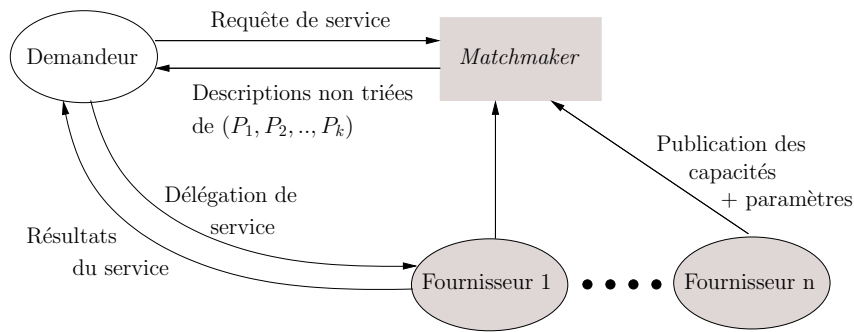 Requête de service
Demandeur
Matchmaker
Descriptions non triées
de (P₁, P₂, .., Pₖ)
Publication des
capacités
+ paramètres
Délégation de
service
Résultats
du service
Fournisseur 1
Fournisseur n